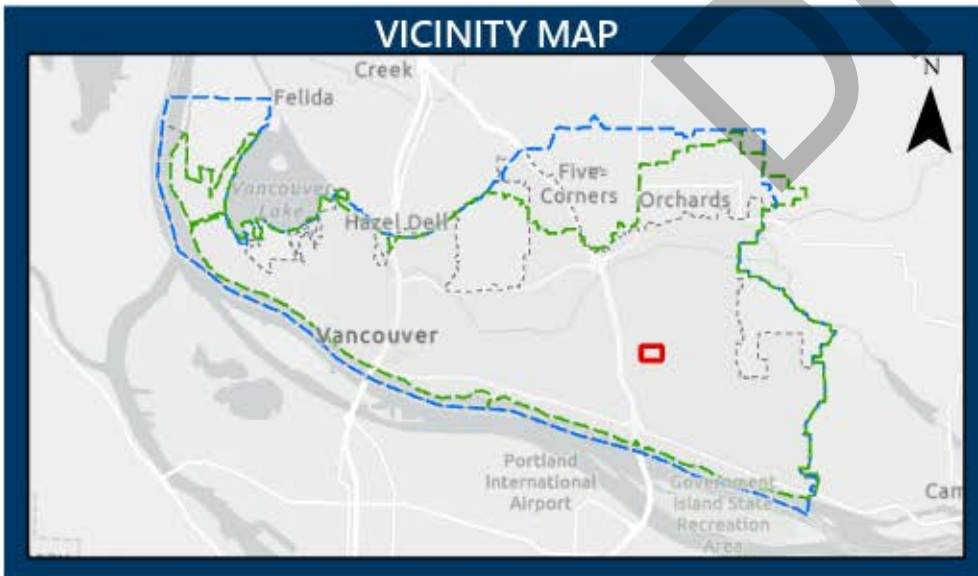 VICINITY MAP
Creek
N
Felida
Vancouver
Lake
Five
Corners
Orchards
Hazel Dell
Vancouver
Portland
International
Airport
Government
Island State
Recreation
Area
Cam